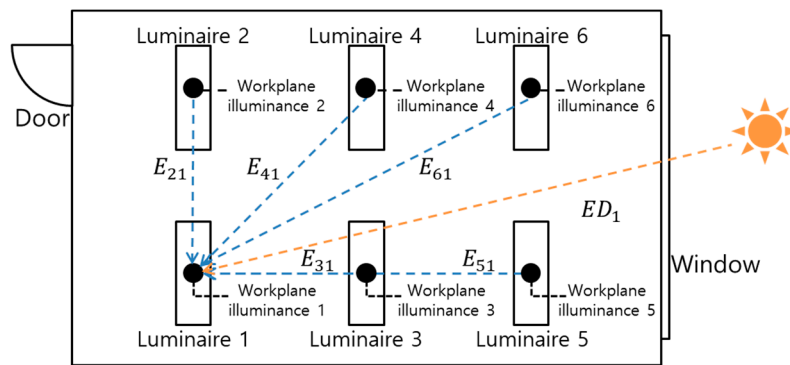 Luminaire 2
Luminaire 4
Luminaire 6
Workplane
illuminance 2
Workplane
illuminance 4
Workplane
illuminance 6
Door
E21
E41
E61
ED1
E31
E51
Window
Workplane
illuminance 1
Workplane
illuminance 3
Workplane
illuminance 5
Luminaire 1
Luminaire 3
Luminaire 5